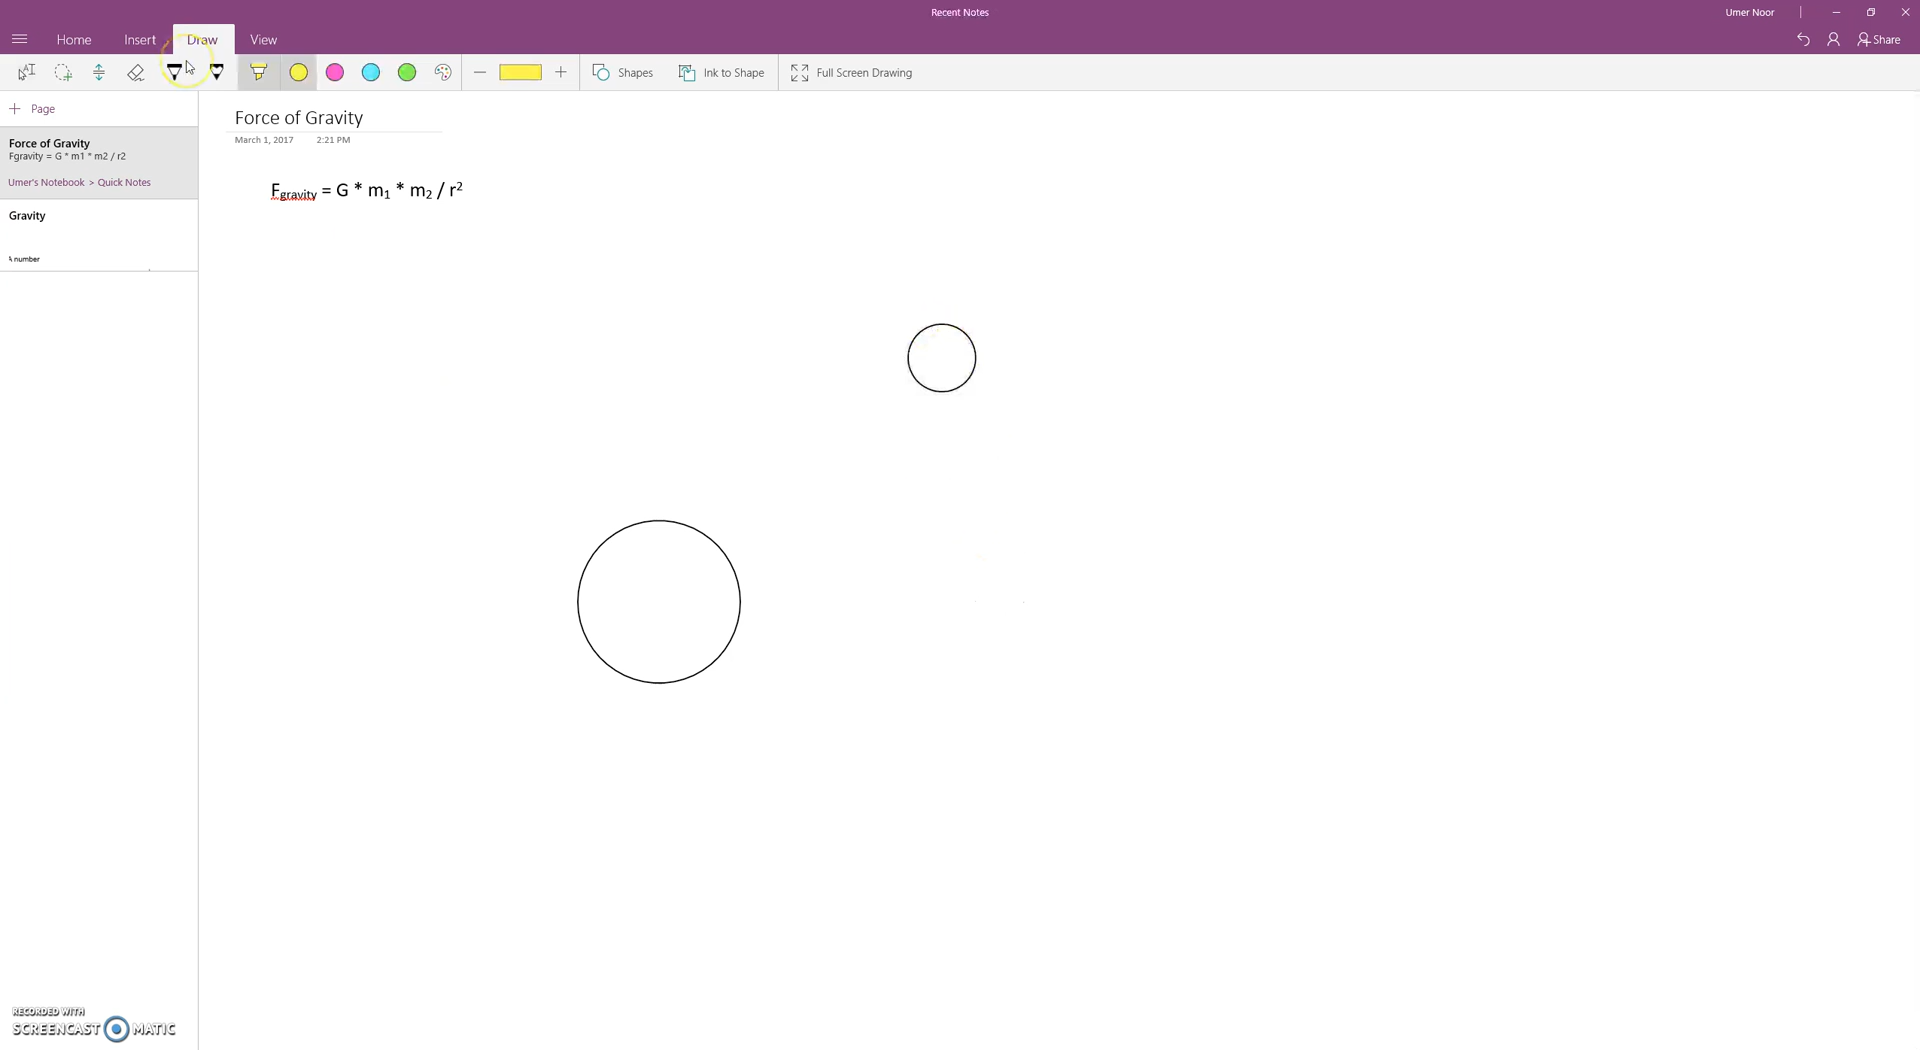 Recent Notes
Umer Noor
Home Insert Draw View
Share
Shapes Ink to Shape Full Screen Drawing
+ Page
Force of Gravity
Fgravity = G * m1 * m2 / r2
Umer's Notebook > Quick Notes
Gravity
A number
Force of Gravity
March 1, 2017 2:21 PM
Fgravity = G * m1 * m2 / r2
RECORDED WITH
SCREENCAST MATIC